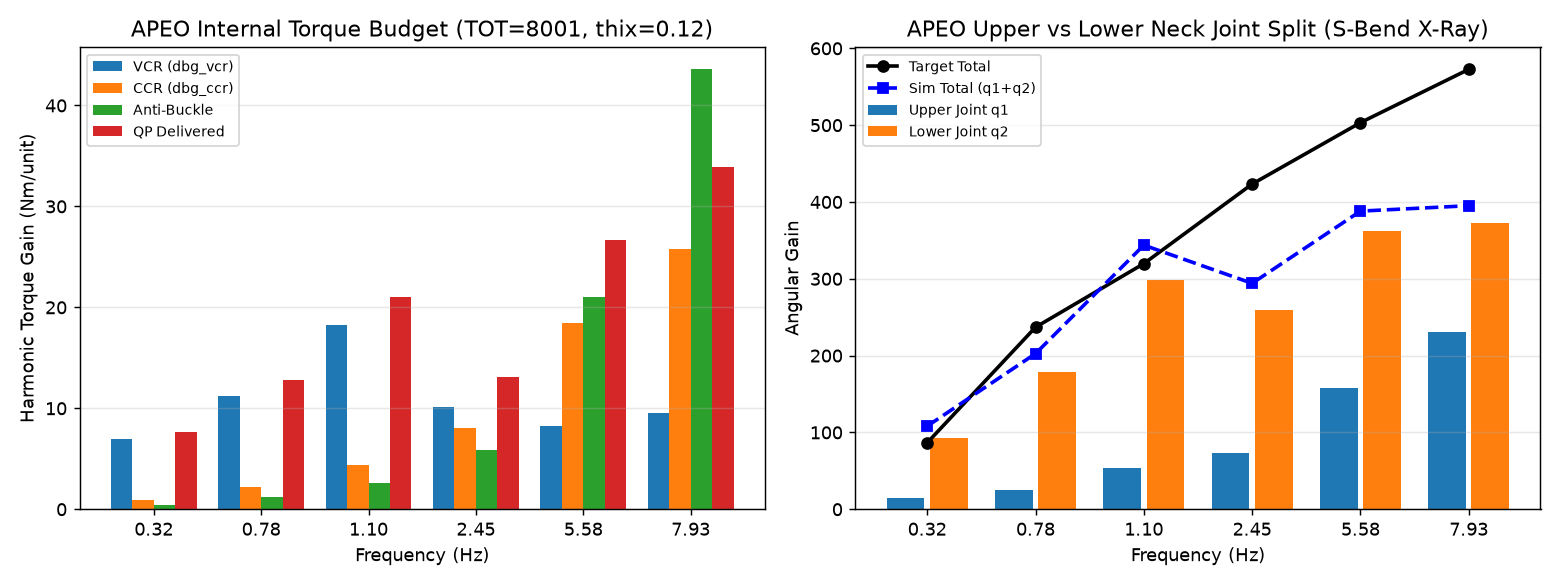 APEO Internal Torque Budget (TOT=8001, thix=0.12)
VCR (dbg_vcr)
CCR (dbg_ccr)
Anti-Buckle
QP Delivered
Harmonic Torque Gain (Nm/unit)
40
30
20
10
0
0.32 0.78 1.10 2.45 5.58 7.93
Frequency (Hz)
APEO Upper vs Lower Neck Joint Split (S-Bend X-Ray)
Target Total
Sim Total (q1+q2)
Upper Joint q1
Lower Joint q2
Angular Gain
600
500
400
300
200
100
0
0.32 0.78 1.10 2.45 5.58 7.93
Frequency (Hz)